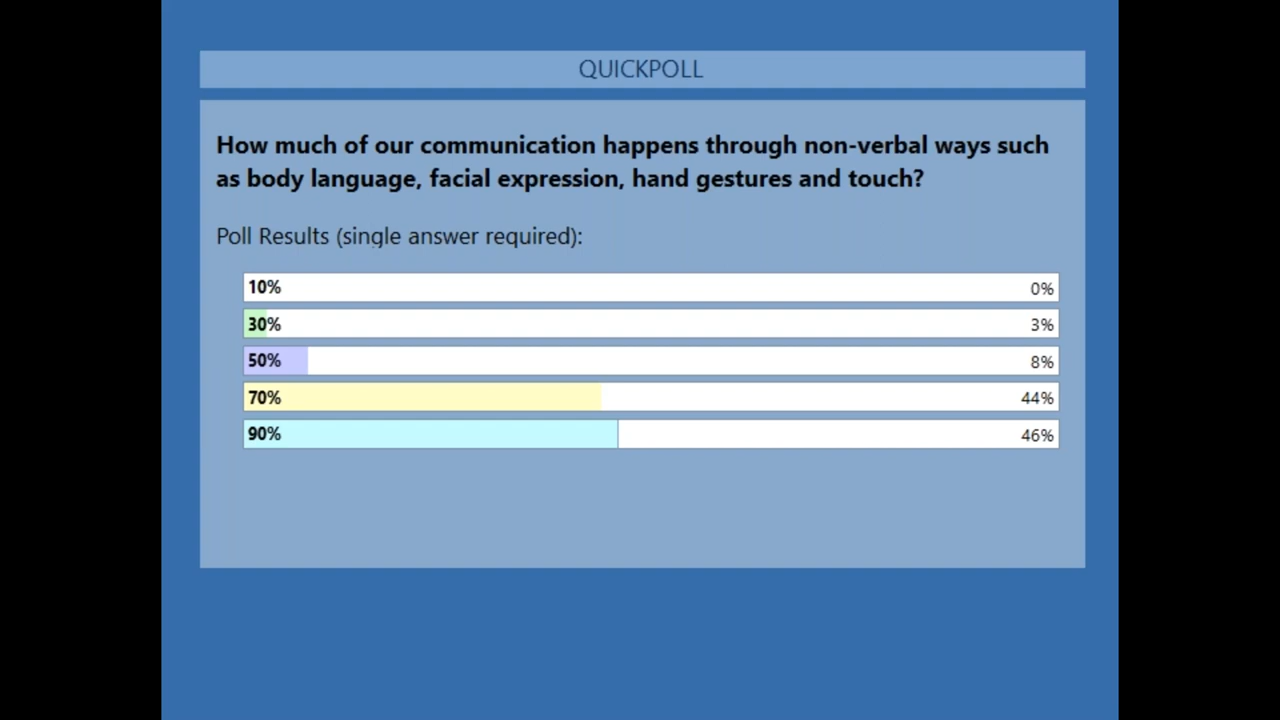 QUICKPOLL
How much of our communication happens through non-verbal ways such
as body language, facial expression, hand gestures and touch?
Poll Results (single answer required):
10% 0%
30% 3%
50% 8%
70% 44%
90% 46%